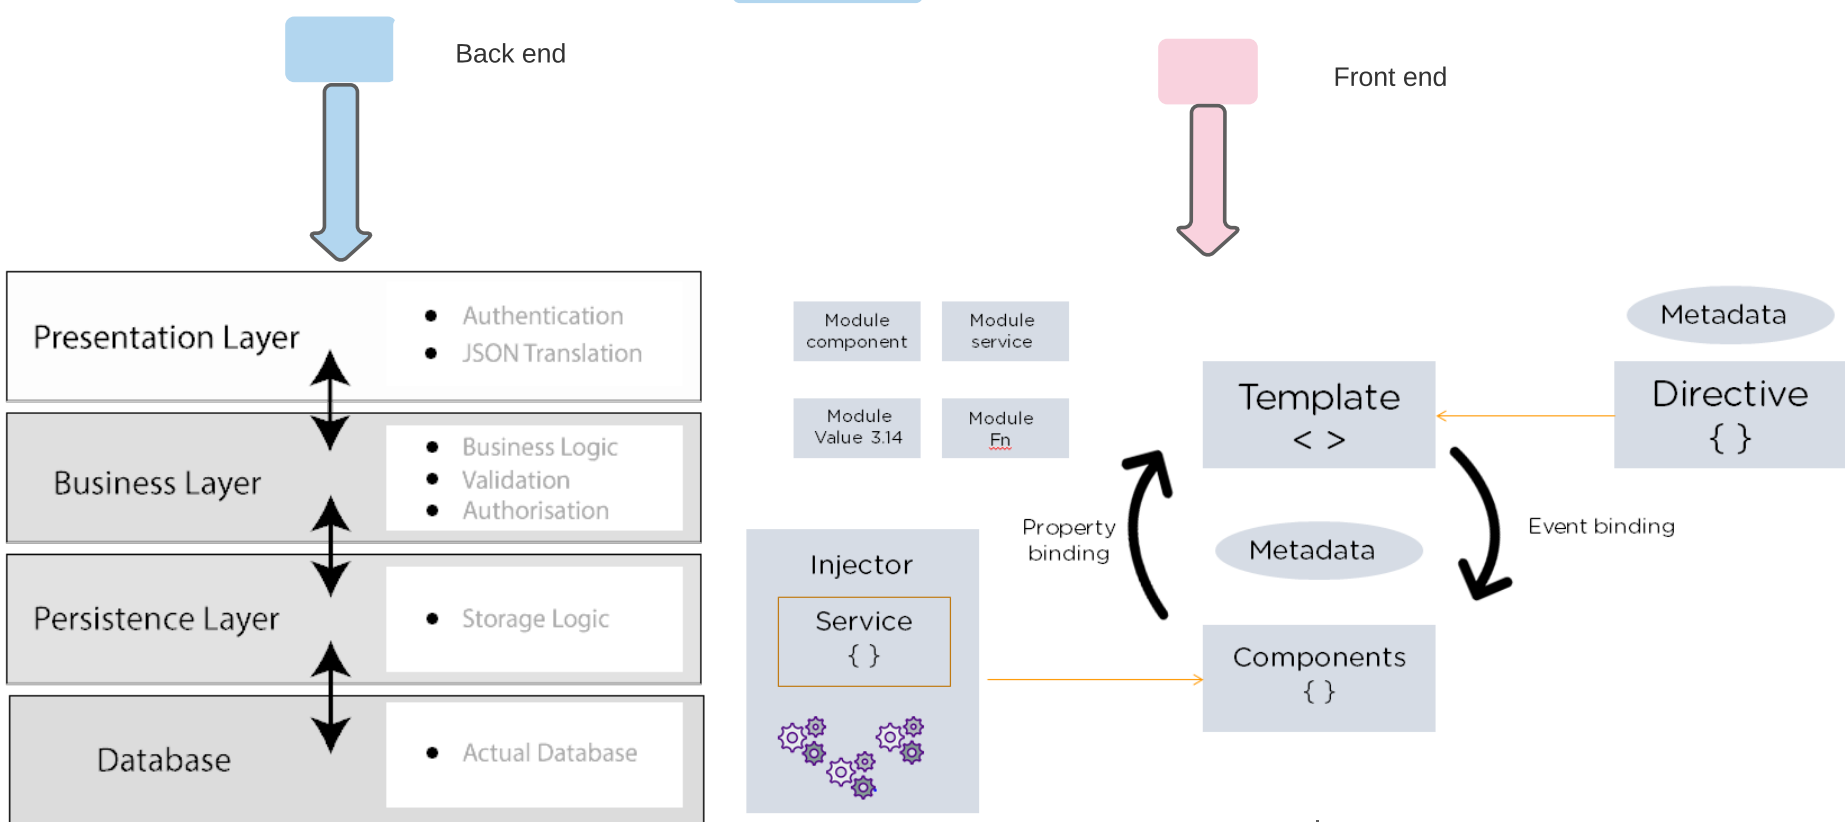 Back end
Front end
Presentation Layer
Authentication
JSON Translation
Business Layer
Business Logic
Validation
Authorisation
Persistence Layer
Storage Logic
Database
Actual Database
Module
component
Module
service
Module
Value 3.14
Module
Fn
Injector
Service
{ }
Property
binding
Template
< >
Metadata
Components
{ }
Event binding
Metadata
Directive
{ }